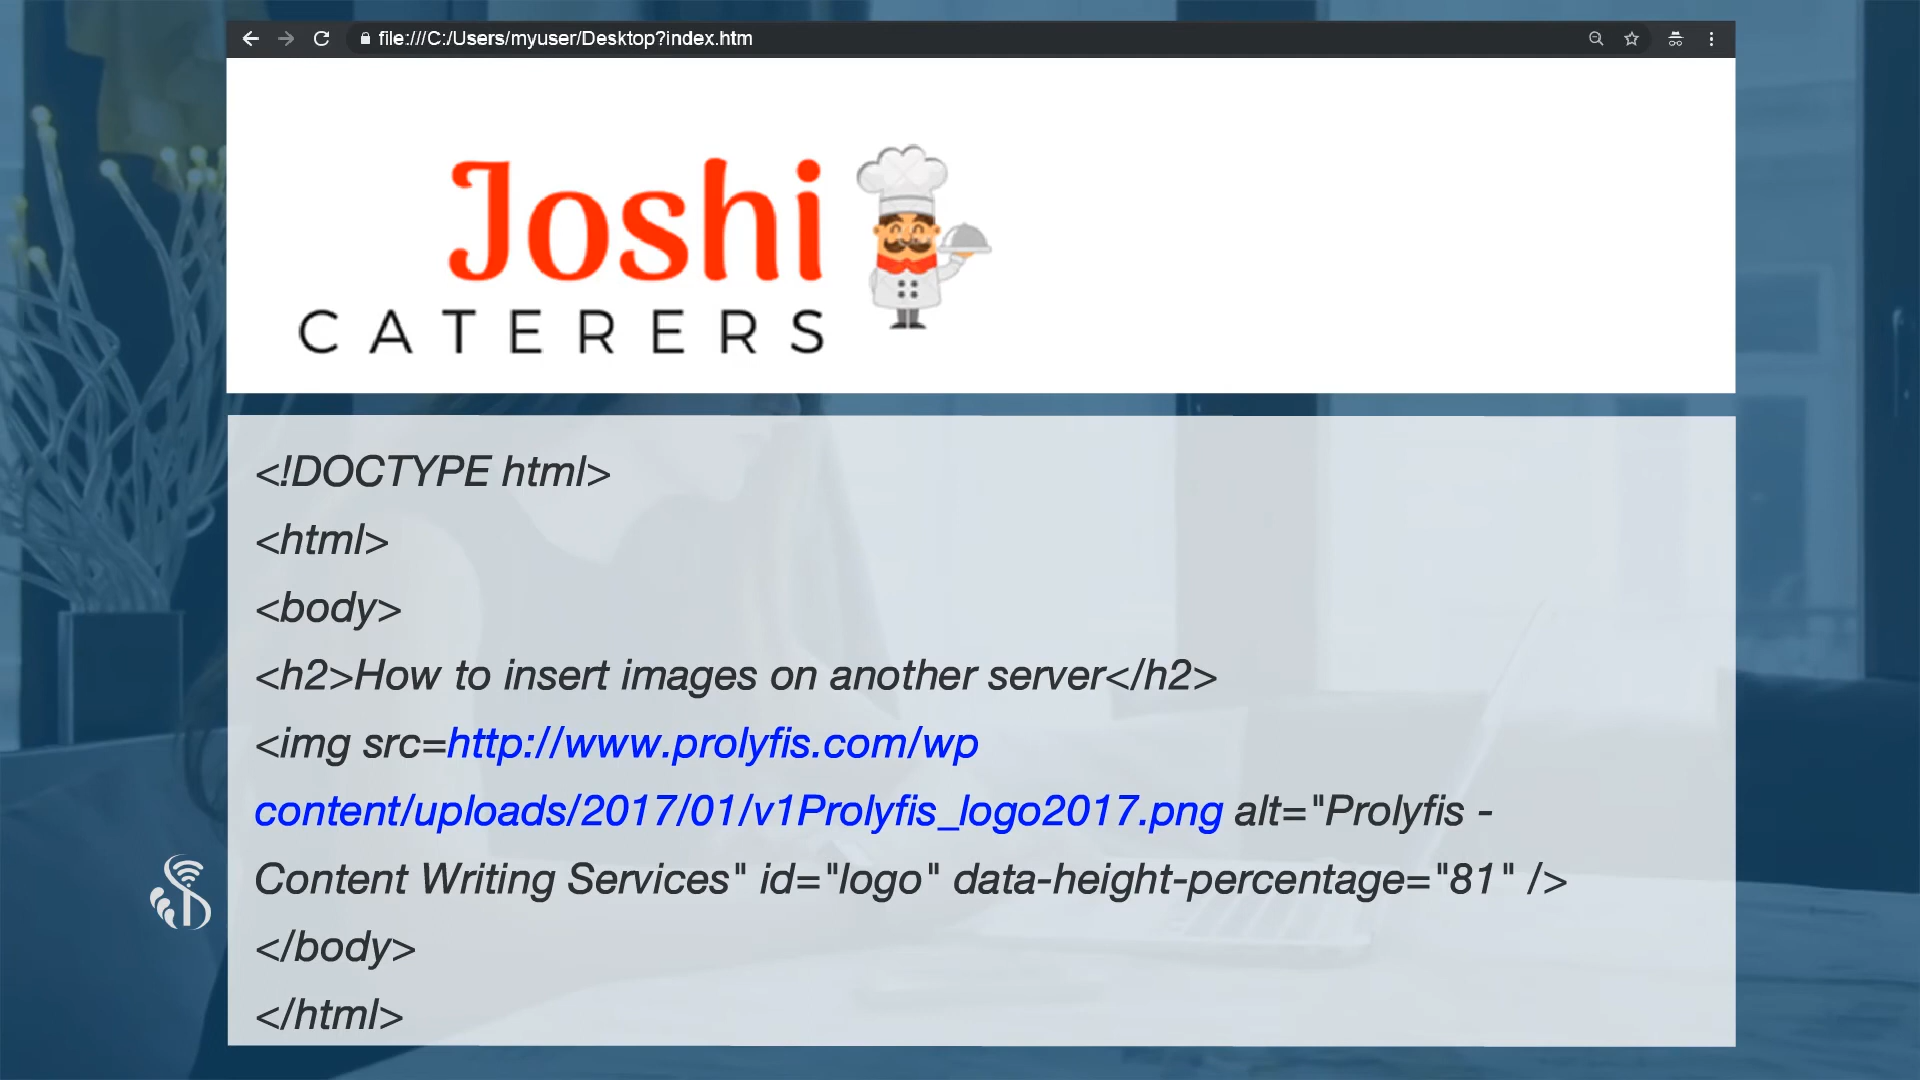 file:///C:/Users/myuser/Desktop?index.htm
Joshi
CATERERS
<!DOCTYPE html>
<html>
<body>
<h2>How to insert images on another server</h2>
<img src=http://www.prolyfis.com/wp
content/uploads/2017/01/v1Prolyfis_logo2017.png alt="Prolyfis -
Content Writing Services" id="logo" data-height-percentage="81" />
</body>
</html>